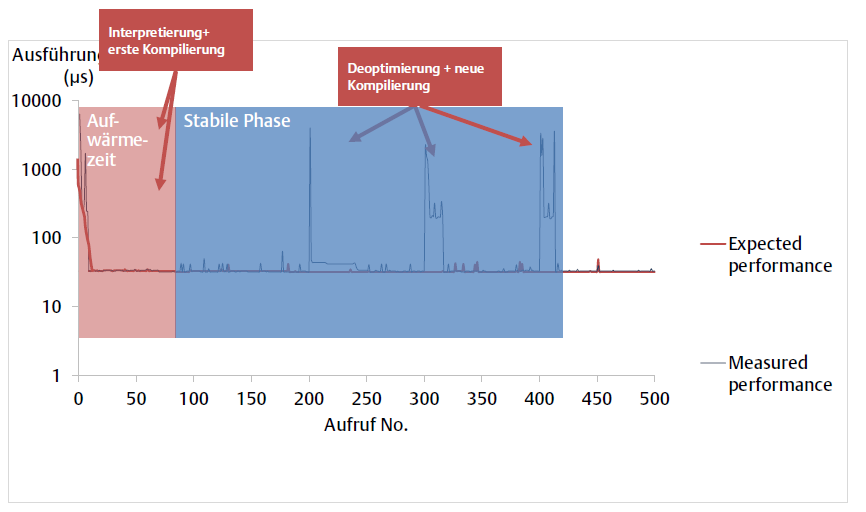 Interpretierung+
erste Kompilierung
Ausführung
(µs)
Deoptimierung + neue
Kompilierung
10000
1000
100
10
1
Auf-
wärme-
zeit
Stabile Phase
Expected
performance
Measured
performance
0 50 100 150 200 250 300 350 400 450 500
Aufruf No.